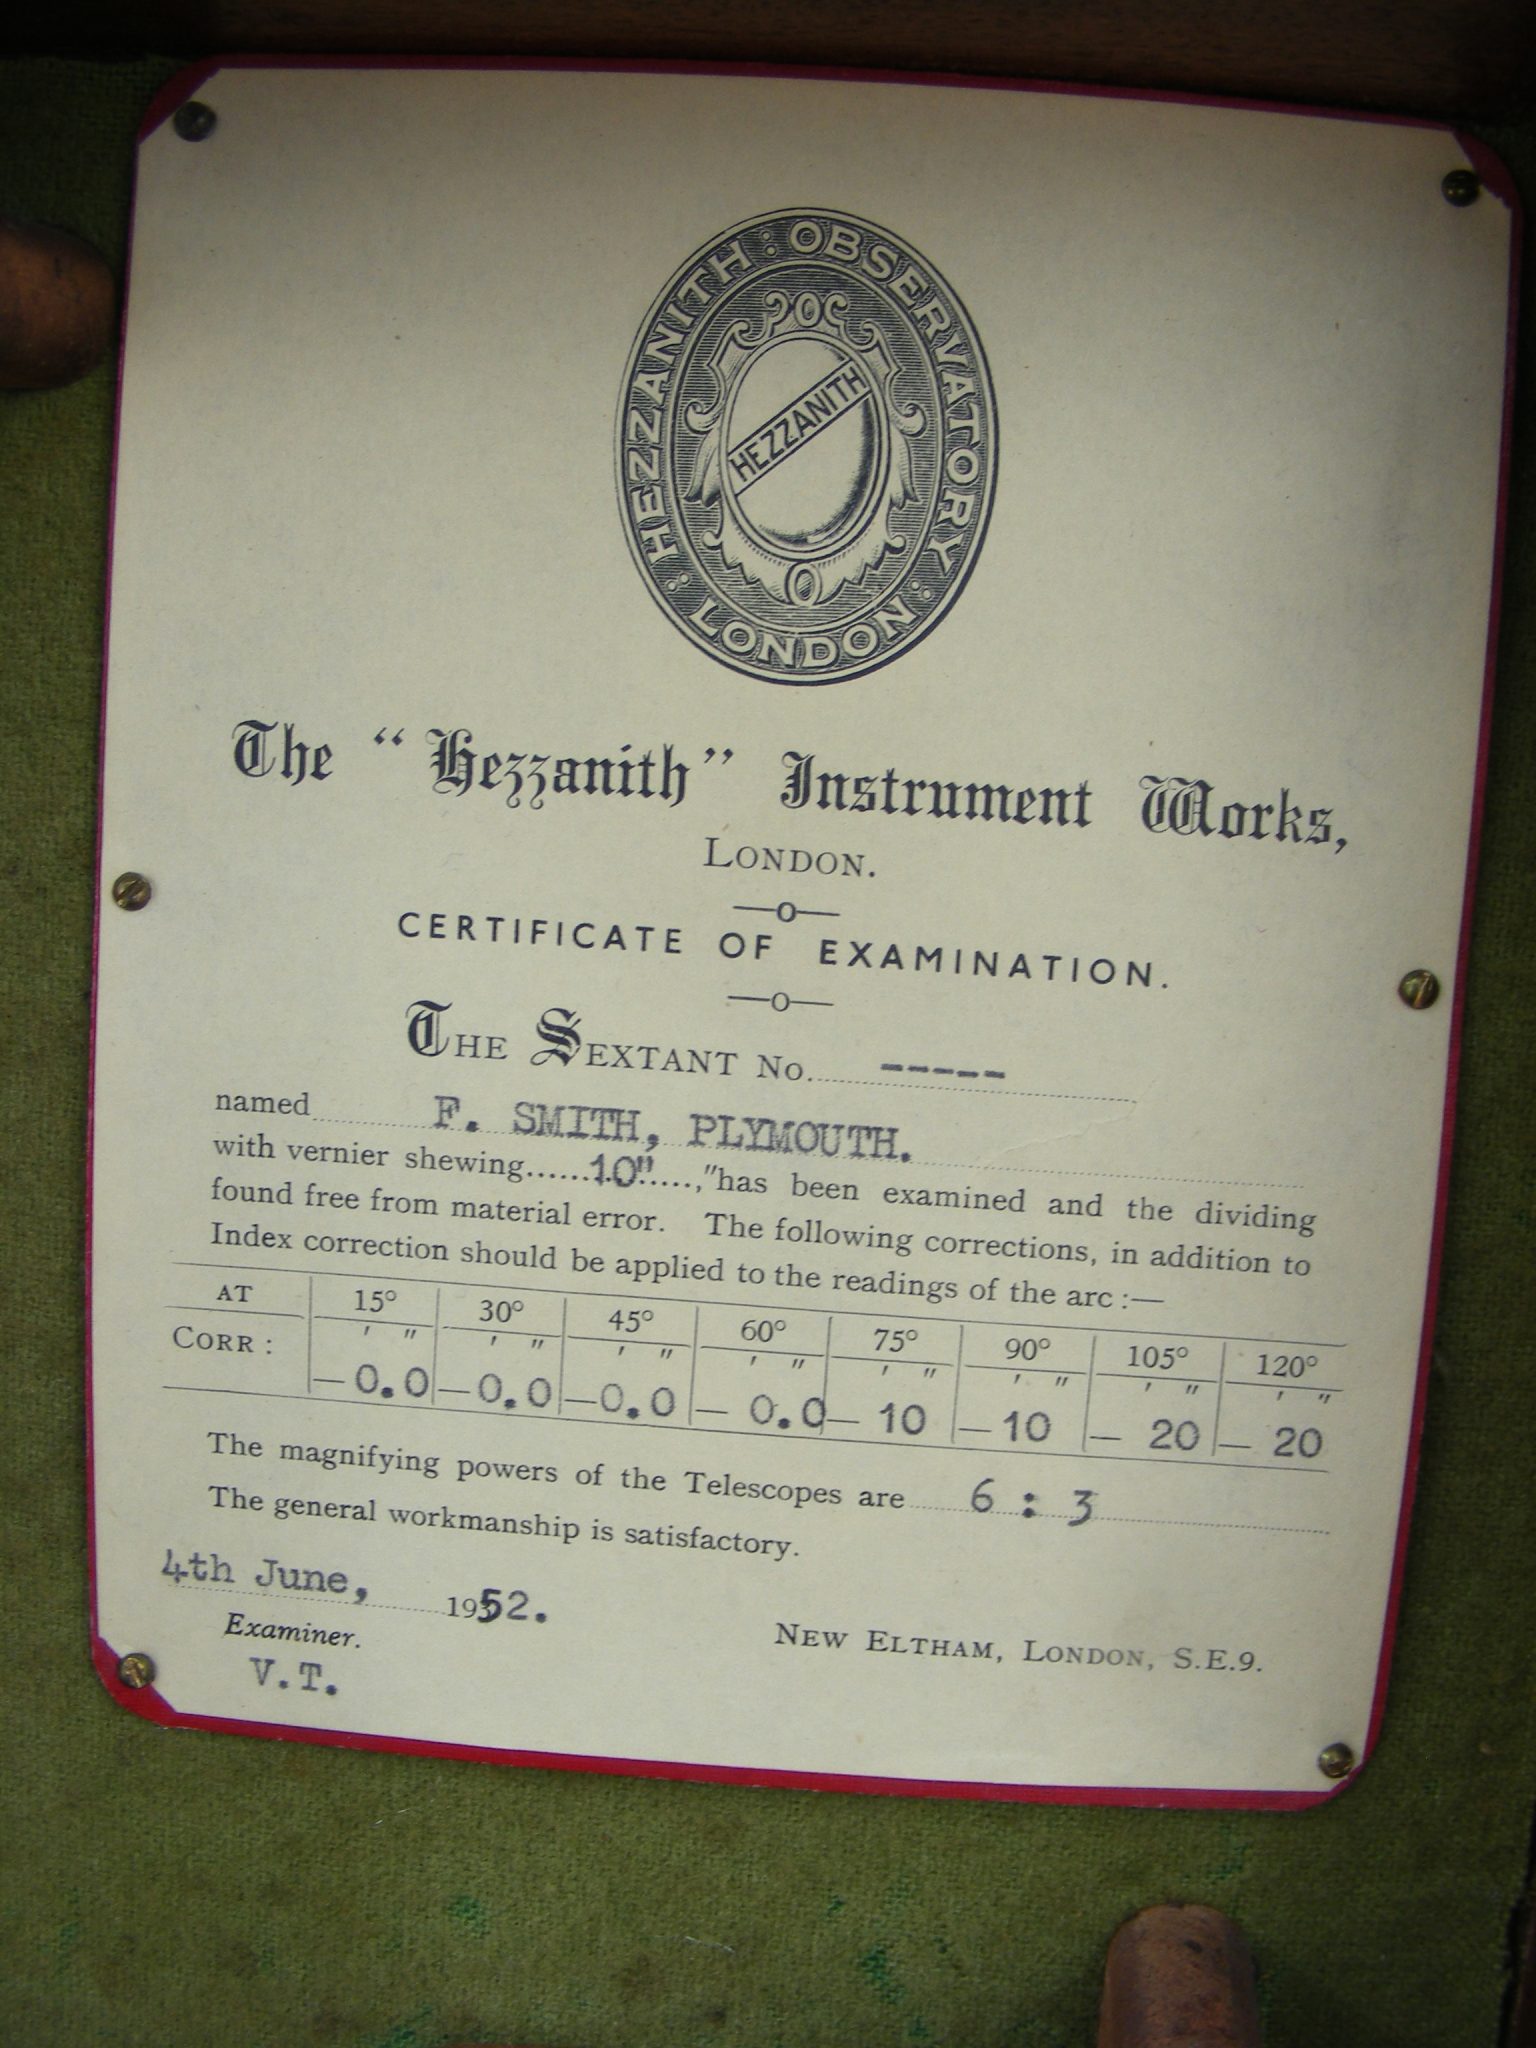 HEZZANITH : OBSERVATORY : LONDON :
HEZZANITH
The “Hezzanith” Instrument Works,
LONDON.
CERTIFICATE OF EXAMINATION.
THE SEXTANT No. -----
named F. SMITH, PLYMOUTH.
with vernier shewing......10".....,"has been examined and the dividing
found free from material error. The following corrections, in addition to
Index correction should be applied to the readings of the arc :—
AT 15° 30° 45° 60° 75° 90° 105° 120°
CORR : ' " ' " ' " ' " ' " ' " ' " ' "
—0.0 —0.0 —0.0 — 0.0 — 10 —10 — 20 — 20
The magnifying powers of the Telescopes are 6 : 3
The general workmanship is satisfactory.
4th June, 1952.
Examiner.
NEW ELTHAM, LONDON, S.E.9.
V.T.